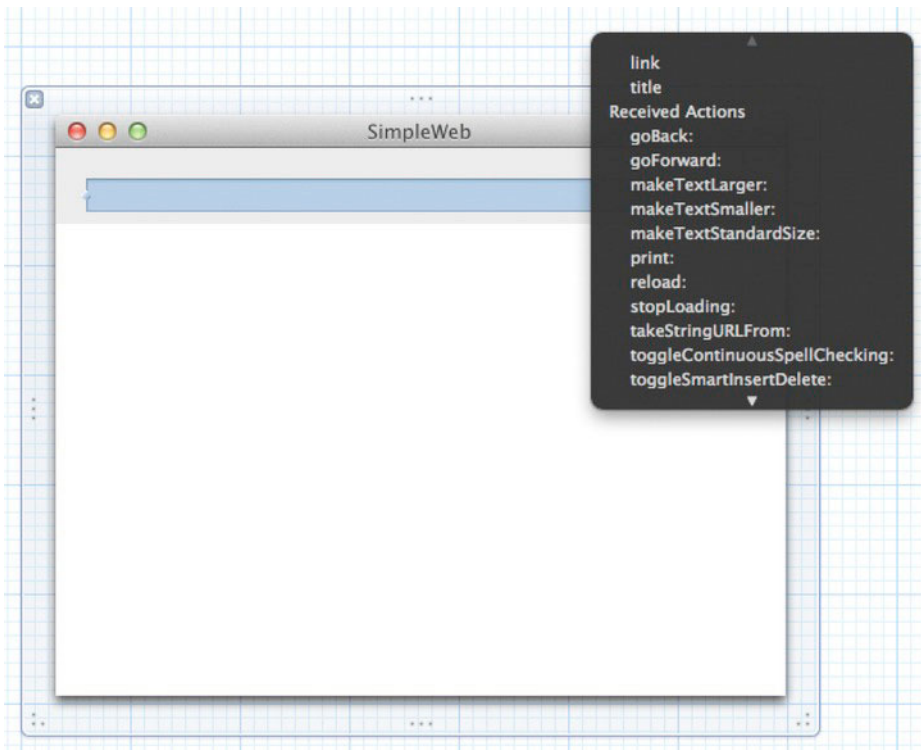 SimpleWeb
link
title
Received Actions
goBack:
goForward:
makeTextLarger:
makeTextSmaller:
makeTextStandardSize:
print:
reload:
stopLoading:
takeStringURLFrom:
toggleContinuousSpellChecking:
toggleSmartInsertDelete: